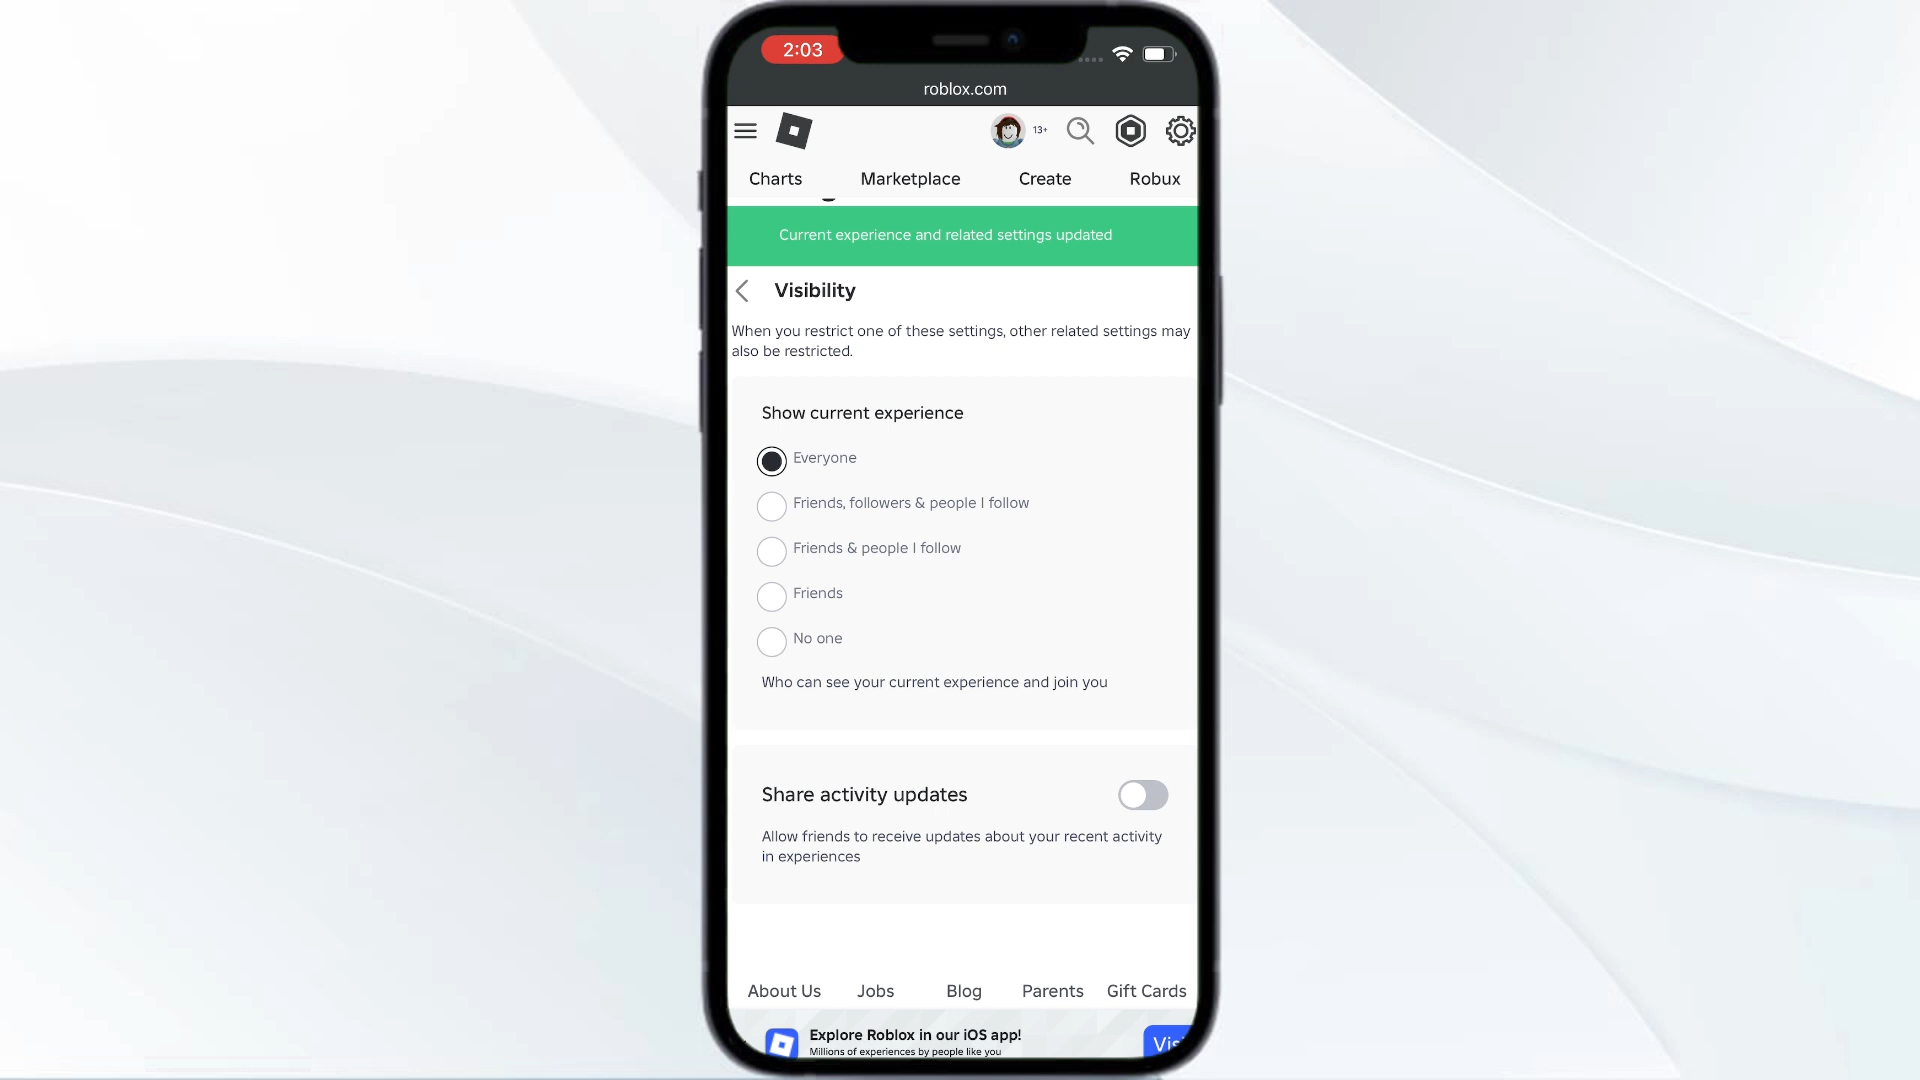 2:03
roblox.com
13+
Charts Marketplace Create Robux
Current experience and related settings updated
Visibility
When you restrict one of these settings, other related settings may
also be restricted.
Show current experience
Everyone
Friends, followers & people I follow
Friends & people I follow
Friends
No one
Who can see your current experience and join you
Share activity updates
Allow friends to receive updates about your recent activity
in experiences
About Us Jobs Blog Parents Gift Cards
Explore Roblox in our iOS app!
Millions of experiences by people like you